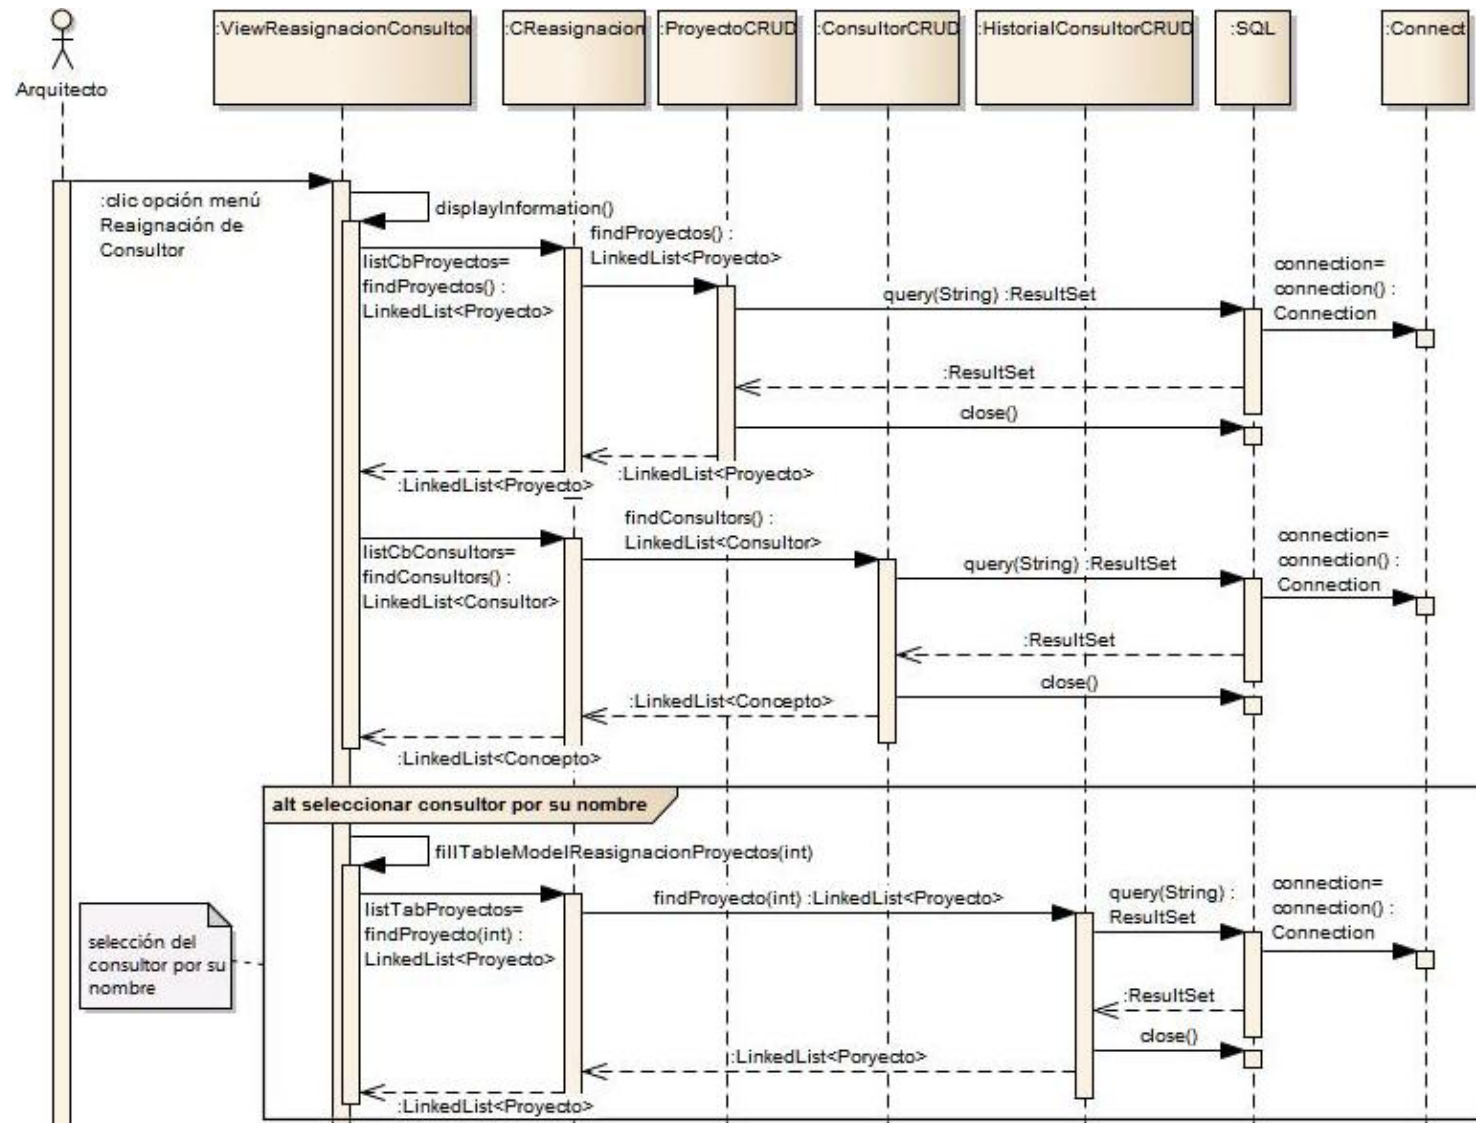 :ViewReasignacionConsultor
:CReasignacion
:ProyectoCRUD
:ConsultorCRUD
:HistorialConsultorCRUD
:SQL
:Connect
Arquitecto
:clic opción menú
Reaignación de
Consultor
displayInformation()
listCbProyectos=
findProyectos() :
LinkedList<Proyecto>
findProyectos() :
LinkedList<Proyecto>
query(String) :ResultSet
connection=
connection() :
Connection
:ResultSet
close()
:LinkedList<Proyecto>
:LinkedList<Proyecto>
listCbConsultors=
findConsultors() :
LinkedList<Consultor>
findConsultors() :
LinkedList<Consultor>
query(String) :ResultSet
connection=
connection() :
Connection
:ResultSet
close()
:LinkedList<Concepto>
:LinkedList<Concepto>
alt seleccionar consultor por su nombre
fillTableModelReasignacionProyectos(int)
selección del
consultor por su
nombre
listTabProyectos=
findProyecto(int) :
LinkedList<Proyecto>
findProyecto(int) :LinkedList<Proyecto>
query(String) :
ResultSet
connection=
connection() :
Connection
:ResultSet
close()
:LinkedList<Poryecto>
:LinkedList<Proyecto>